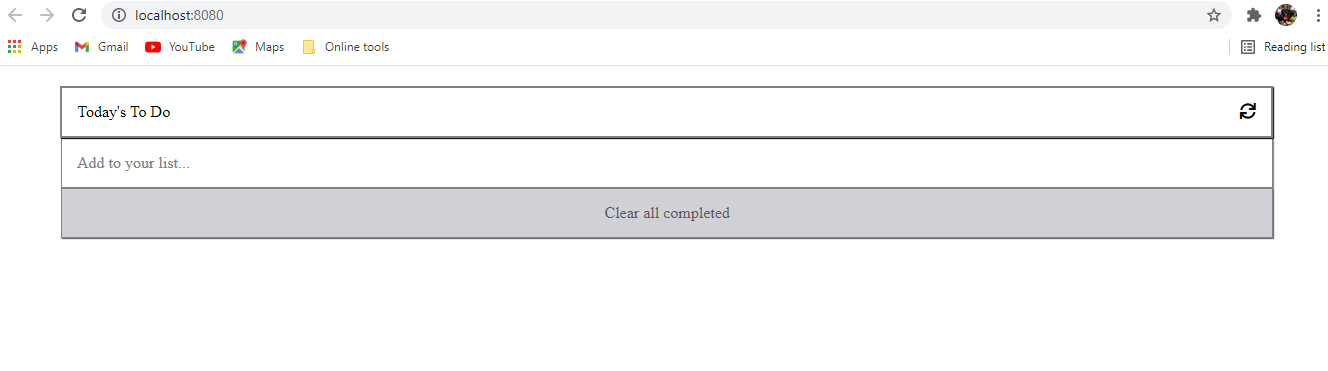 localhost:8080
Apps Gmail YouTube Maps Online tools Reading list
Today's To Do
Add to your list...
Clear all completed